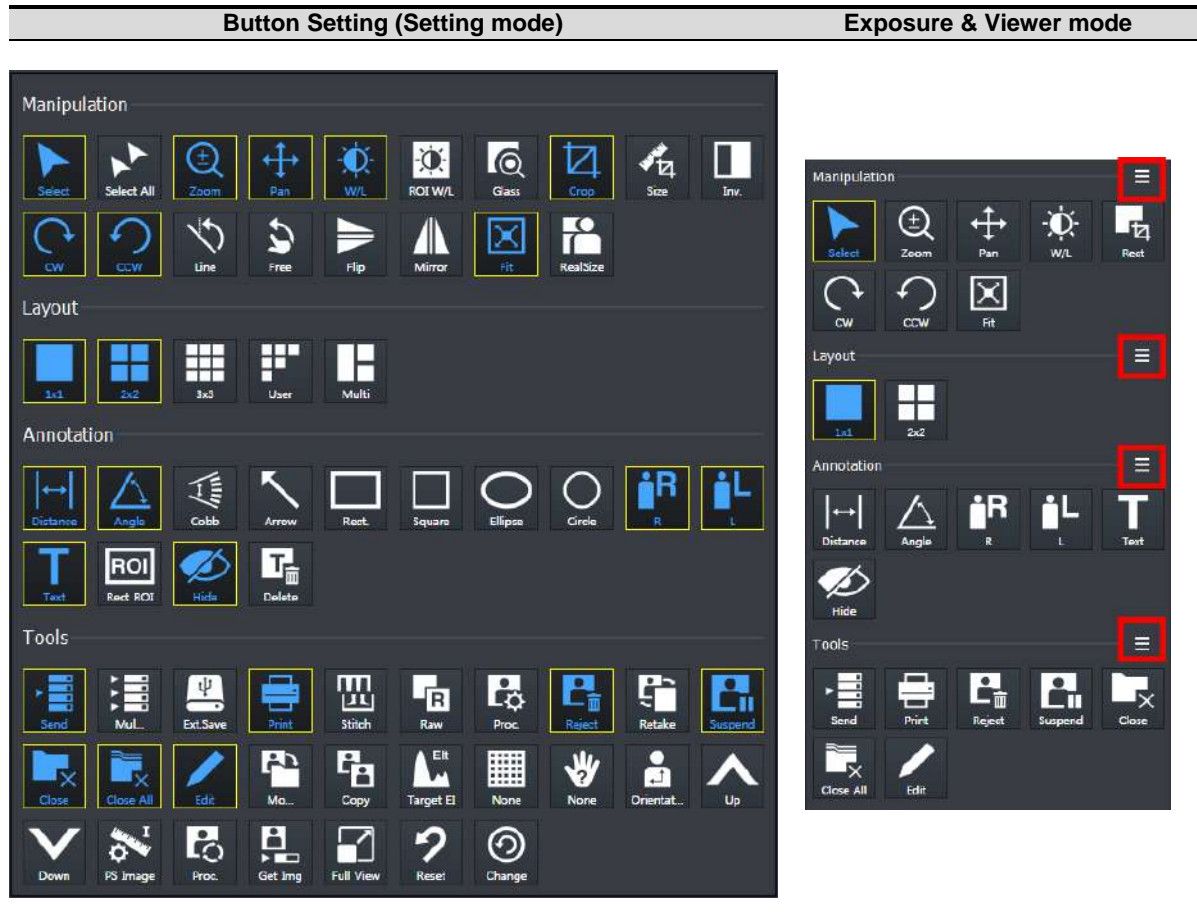 Button Setting (Setting mode)
Exposure & Viewer mode
Manipulation
Select Select All Zoom Pan W/L ROI W/L Glass Crop Size Inv.
CW CCW Line Free Flip Mirror Fit RealSize
Layout
1x1 2x2 3x3 User Multi
Annotation
Distance Angle Cobb Arrow Rect. Square Ellipse Circle R R L L
Text ROI Rect ROI Hide T Delete
Tools
Send Mul... Ext.Save Print Stitch R Raw Proc. Reject Retake Suspend
Close Close All Edit Mo... Copy EIt Target EI None ? None Orientat... Up
Down I PS Image Proc. Get Img Full View Reset Change
Manipulation
Select Zoom Pan W/L Rect
CW CCW Fit
Layout
1x1 2x2
Annotation
Distance Angle R R L L T Text
Hide
Tools
Send Print Reject Suspend Close
Close All Edit